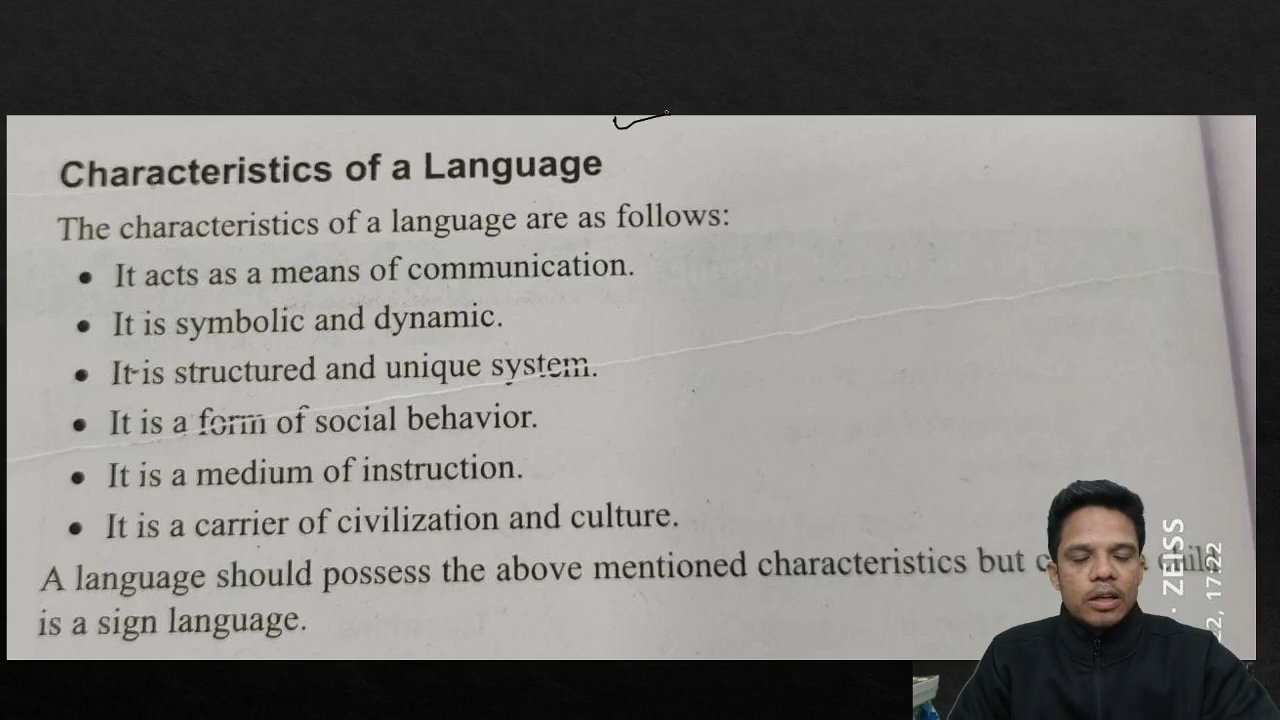 Characteristics of a Language
The characteristics of a language are as follows:
• It acts as a means of communication.
• It is symbolic and dynamic.
• It is structured and unique system.
• It is a form of social behavior.
• It is a medium of instruction.
• It is a carrier of civilization and culture.
A language should possess the above mentioned characteristics but
is a sign language.
ZEISS
22, 17:22